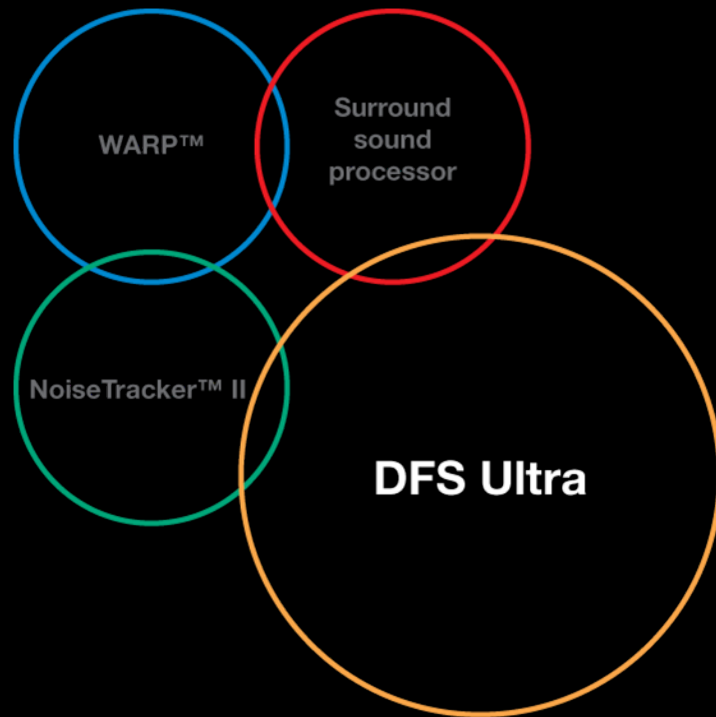 WARP™
Surround
sound
processor
NoiseTracker™ II
DFS Ultra